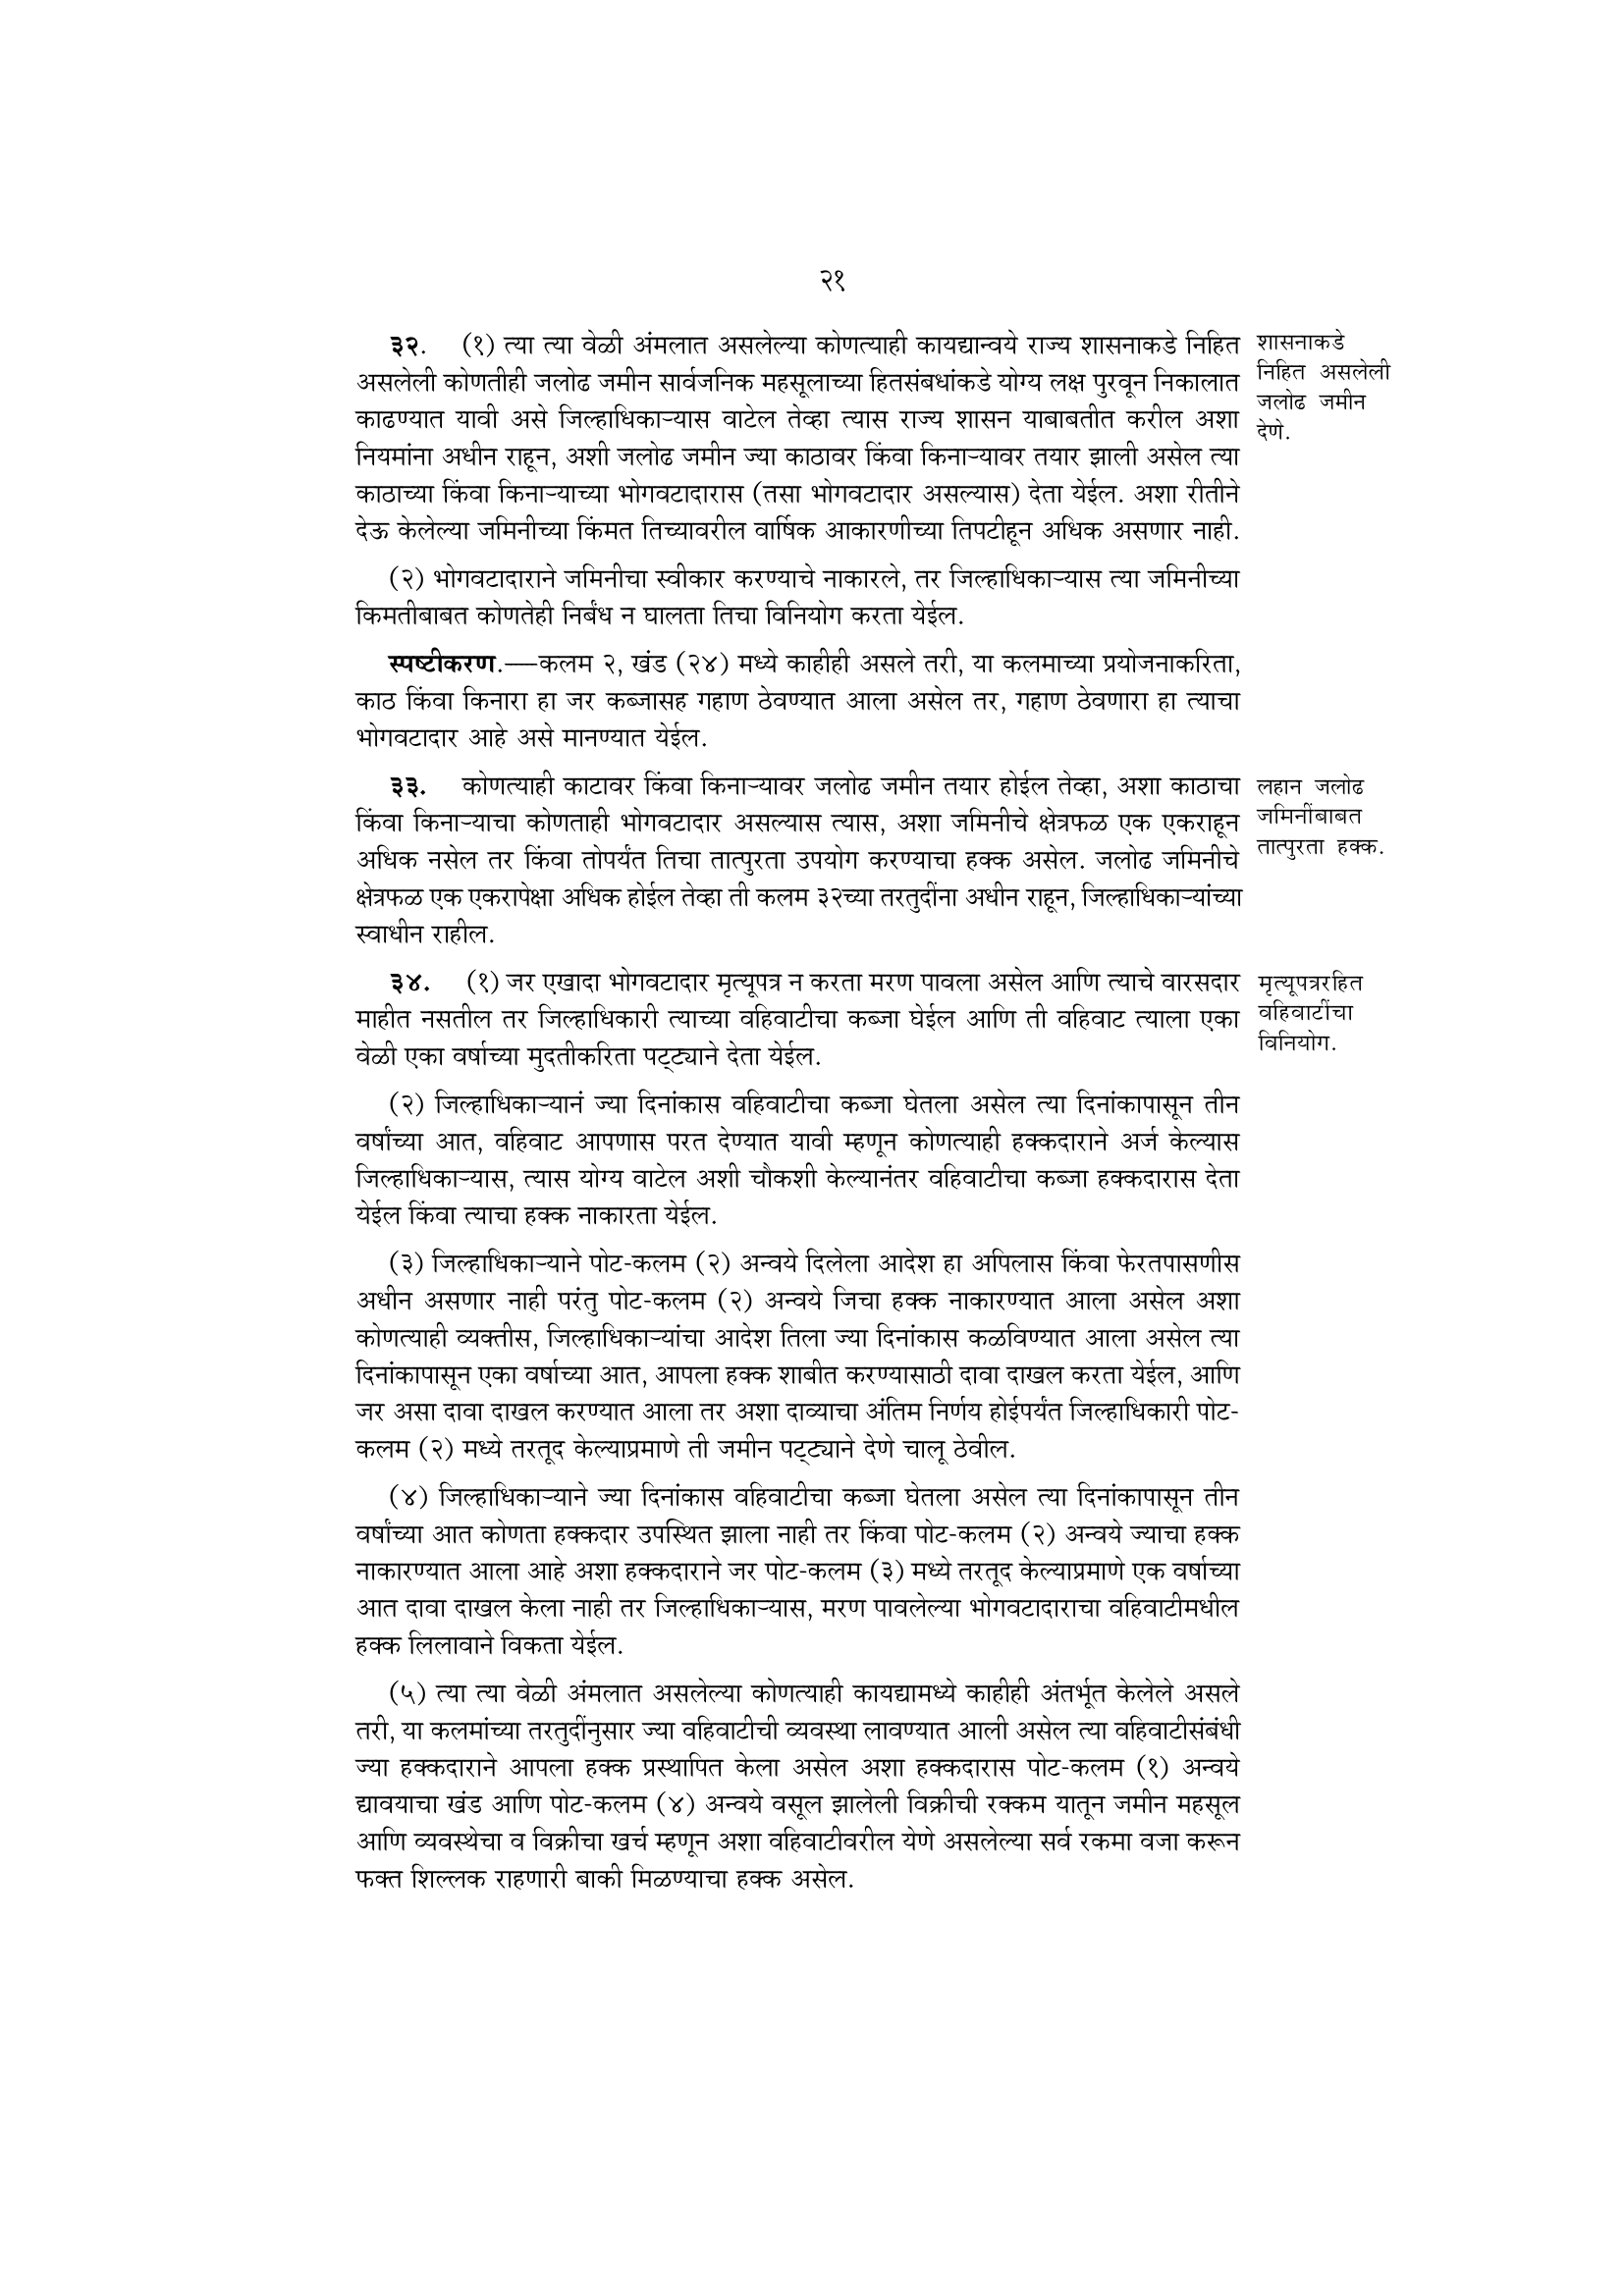 २१
३२. (१) त्या त्या वेळी अंमलात असलेल्या कोणत्याही कायद्यान्वये राज्य शासनाकडे निहित
असलेली कोणतीही जलोढ जमीन सार्वजनिक महसूलाच्या हितसंबधांकडे योग्य लक्ष पुरवून निकालात
काढण्यात यावी असे जिल्हाधिकाऱ्यास वाटेल तेव्हा त्यास राज्य शासन याबाबतीत करील अशा
नियमांना अधीन राहून, अशी जलोढ जमीन ज्या काठावर किंवा किनाऱ्यावर तयार झाली असेल त्या
काठाच्या किंवा किनाऱ्याच्या भोगवटादारास (तसा भोगवटादार असल्यास) देता येईल. अशा रीतीने
देऊ केलेल्या जमिनीच्या किंमत तिच्यावरील वार्षिक आकारणीच्या तिपटीहून अधिक असणार नाही.
शासनाकडे
निहित असलेली
जलोढ जमीन
देणे.
(२) भोगवटादाराने जमिनीचा स्वीकार करण्याचे नाकारले, तर जिल्हाधिकाऱ्यास त्या जमिनीच्या
किमतीबाबत कोणतेही निर्बंध न घालता तिचा विनियोग करता येईल.
स्पष्टीकरण.—कलम २, खंड (२४) मध्ये काहीही असले तरी, या कलमाच्या प्रयोजनाकरिता,
काठ किंवा किनारा हा जर कब्जासह गहाण ठेवण्यात आला असेल तर, गहाण ठेवणारा हा त्याचा
भोगवटादार आहे असे मानण्यात येईल.
३३. कोणत्याही काटावर किंवा किनाऱ्यावर जलोढ जमीन तयार होईल तेव्हा, अशा काठाचा
किंवा किनाऱ्याचा कोणताही भोगवटादार असल्यास त्यास, अशा जमिनीचे क्षेत्रफळ एक एकराहून
अधिक नसेल तर किंवा तोपर्यंत तिचा तात्पुरता उपयोग करण्याचा हक्क असेल. जलोढ जमिनीचे
क्षेत्रफळ एक एकरापेक्षा अधिक होईल तेव्हा ती कलम ३२च्या तरतुदींना अधीन राहून, जिल्हाधिकाऱ्यांच्या
स्वाधीन राहील.
लहान जलोढ
जमिनींबाबत
तात्पुरता हक्क.
३४. (१) जर एखादा भोगवटादार मृत्यूपत्र न करता मरण पावला असेल आणि त्याचे वारसदार
माहीत नसतील तर जिल्हाधिकारी त्याच्या वहिवाटीचा कब्जा घेईल आणि ती वहिवाट त्याला एका
वेळी एका वर्षाच्या मुदतीकरिता पट्ट्याने देता येईल.
मृत्यूपत्ररहित
वहिवाटींचा
विनियोग.
(२) जिल्हाधिकाऱ्यानं ज्या दिनांकास वहिवाटीचा कब्जा घेतला असेल त्या दिनांकापासून तीन
वर्षांच्या आत, वहिवाट आपणास परत देण्यात यावी म्हणून कोणत्याही हक्कदाराने अर्ज केल्यास
जिल्हाधिकाऱ्यास, त्यास योग्य वाटेल अशी चौकशी केल्यानंतर वहिवाटीचा कब्जा हक्कदारास देता
येईल किंवा त्याचा हक्क नाकारता येईल.
(३) जिल्हाधिकाऱ्याने पोट-कलम (२) अन्वये दिलेला आदेश हा अपिलास किंवा फेरतपासणीस
अधीन असणार नाही परंतु पोट-कलम (२) अन्वये जिचा हक्क नाकारण्यात आला असेल अशा
कोणत्याही व्यक्तीस, जिल्हाधिकाऱ्यांचा आदेश तिला ज्या दिनांकास कळविण्यात आला असेल त्या
दिनांकापासून एका वर्षाच्या आत, आपला हक्क शाबीत करण्यासाठी दावा दाखल करता येईल, आणि
जर असा दावा दाखल करण्यात आला तर अशा दाव्याचा अंतिम निर्णय होईपर्यंत जिल्हाधिकारी पोट-
कलम (२) मध्ये तरतूद केल्याप्रमाणे ती जमीन पट्ट्याने देणे चालू ठेवील.
(४) जिल्हाधिकाऱ्याने ज्या दिनांकास वहिवाटीचा कब्जा घेतला असेल त्या दिनांकापासून तीन
वर्षांच्या आत कोणता हक्कदार उपस्थित झाला नाही तर किंवा पोट-कलम (२) अन्वये ज्याचा हक्क
नाकारण्यात आला आहे अशा हक्कदाराने जर पोट-कलम (३) मध्ये तरतूद केल्याप्रमाणे एक वर्षाच्या
आत दावा दाखल केला नाही तर जिल्हाधिकाऱ्यास, मरण पावलेल्या भोगवटादाराचा वहिवाटीमधील
हक्क लिलावाने विकता येईल.
(५) त्या त्या वेळी अंमलात असलेल्या कोणत्याही कायद्यामध्ये काहीही अंतर्भूत केलेले असले
तरी, या कलमांच्या तरतुदींनुसार ज्या वहिवाटीची व्यवस्था लावण्यात आली असेल त्या वहिवाटीसंबंधी
ज्या हक्कदाराने आपला हक्क प्रस्थापित केला असेल अशा हक्कदारास पोट-कलम (१) अन्वये
द्यावयाचा खंड आणि पोट-कलम (४) अन्वये वसूल झालेली विक्रीची रक्कम यातून जमीन महसूल
आणि व्यवस्थेचा व विक्रीचा खर्च म्हणून अशा वहिवाटीवरील येणे असलेल्या सर्व रकमा वजा करून
फक्त शिल्लक राहणारी बाकी मिळण्याचा हक्क असेल.